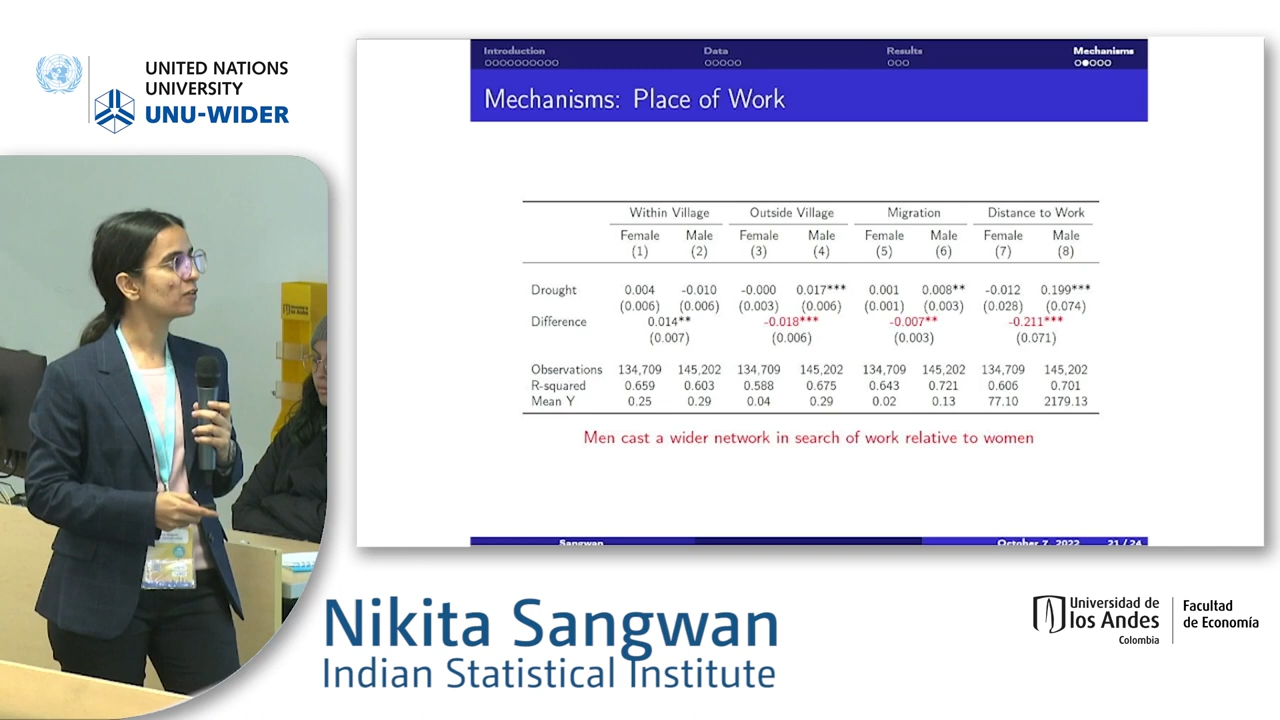 UNITED NATIONS
UNIVERSITY
UNU-WIDER
Introduction Data Results Mechanisms
Mechanisms: Place of Work
Within Village Outside Village Migration Distance to Work
Female Male Female Male Female Male Female Male
(1) (2) (3) (4) (5) (6) (7) (8)
Drought 0.004 -0.010 -0.000 0.017*** 0.001 0.008** -0.012 0.199***
(0.006) (0.006) (0.003) (0.006) (0.001) (0.003) (0.028) (0.074)
Difference 0.014** -0.018*** -0.007** -0.211***
(0.007) (0.006) (0.003) (0.071)
Observations 134,709 145,202 134,709 145,202 134,709 145,202 134,709 145,202
R-squared 0.659 0.603 0.588 0.675 0.643 0.721 0.606 0.701
Mean Y 0.25 0.29 0.04 0.29 0.02 0.13 77.10 2179.13
Men cast a wider network in search of work relative to women
Sangwan October 7, 2022 21 / 24
Nikita Sangwan
Indian Statistical Institute
Universidad de
los Andes
Colombia
Facultad
de Economía